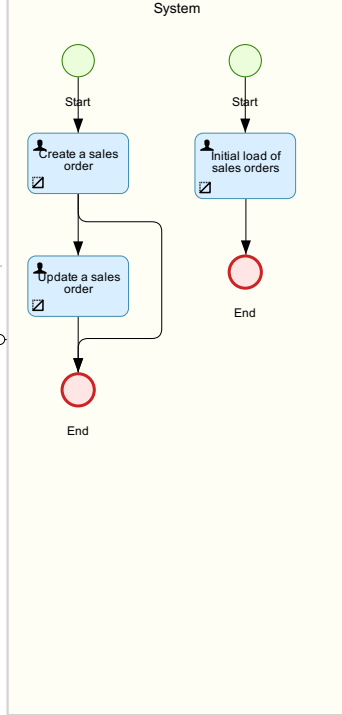 System
Start
Start
Create a sales
order
Initial load of
sales orders
Update a sales
order
End
End